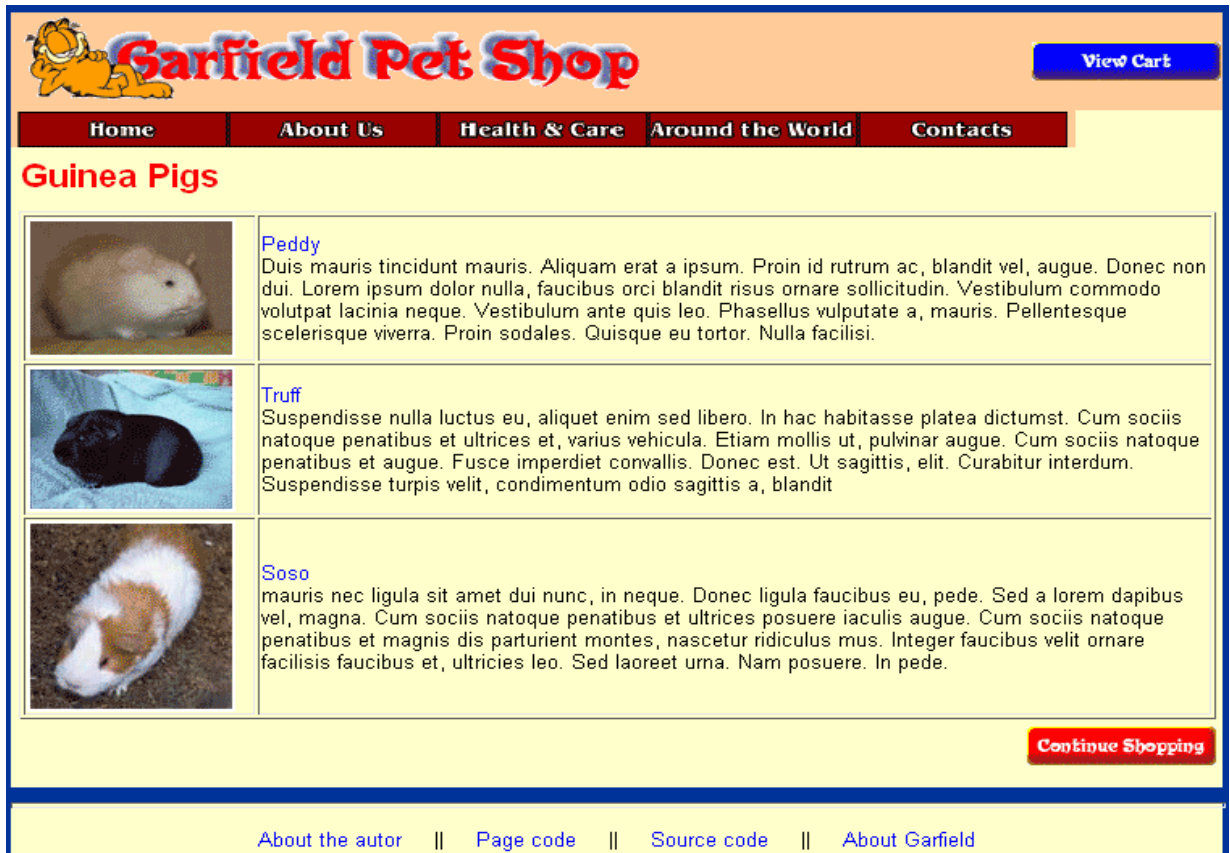 Garfield Pet Shop
View Cart
Home About Us Health & Care Around the World Contacts
Guinea Pigs
Peddy
Duis mauris tincidunt mauris. Aliquam erat a ipsum. Proin id rutrum ac, blandit vel, augue. Donec non
dui. Lorem ipsum dolor nulla, faucibus orci blandit risus ornare sollicitudin. Vestibulum commodo
volutpat lacinia neque. Vestibulum ante quis leo. Phasellus vulputate a, mauris. Pellentesque
scelerisque viverra. Proin sodales. Quisque eu tortor. Nulla facilisi.
Truff
Suspendisse nulla luctus eu, aliquet enim sed libero. In hac habitasse platea dictumst. Cum sociis
natoque penatibus et ultrices et, varius vehicula. Etiam mollis ut, pulvinar augue. Cum sociis natoque
penatibus et augue. Fusce imperdiet convallis. Donec est. Ut sagittis, elit. Curabitur interdum.
Suspendisse turpis velit, condimentum odio sagittis a, blandit
Soso
mauris nec ligula sit amet dui nunc, in neque. Donec ligula faucibus eu, pede. Sed a lorem dapibus
vel, magna. Cum sociis natoque penatibus et ultrices posuere iaculis augue. Cum sociis natoque
penatibus et magnis dis parturient montes, nascetur ridiculus mus. Integer faucibus velit ornare
facilisis faucibus et, ultricies leo. Sed laoreet urna. Nam posuere. In pede.
Continue Shopping
About the autor || Page code || Source code || About Garfield